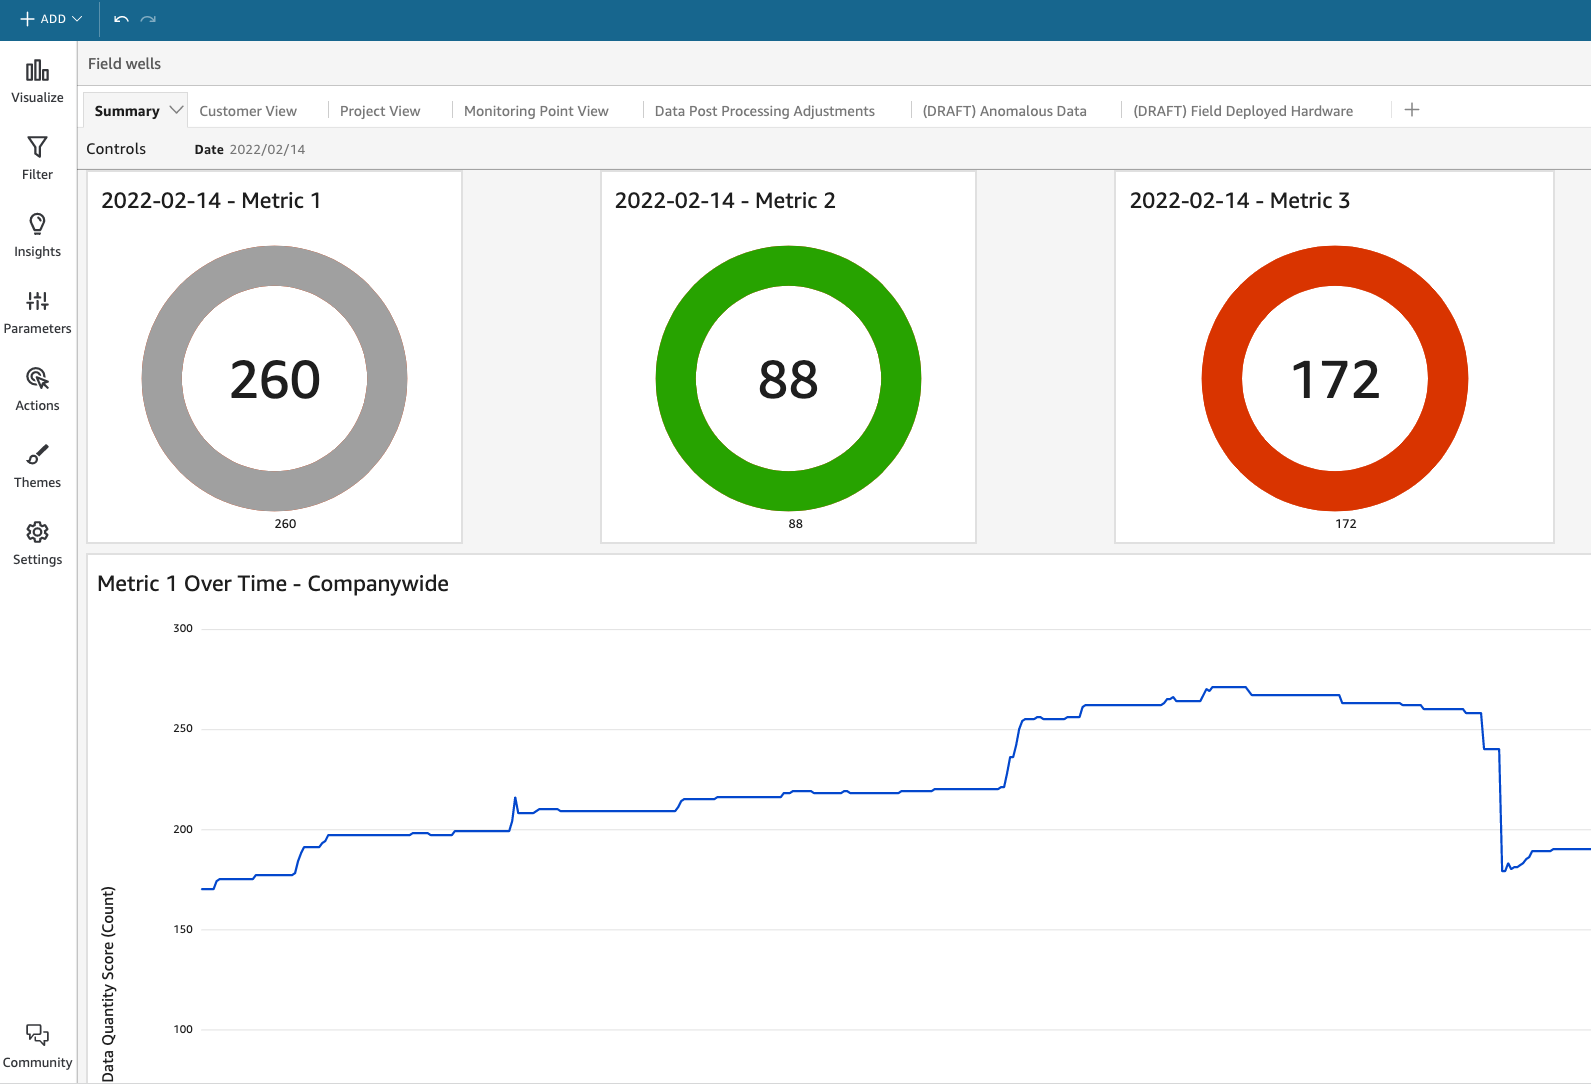 ADD
Field wells
Visualize
Summary Customer View Project View Monitoring Point View Data Post Processing Adjustments (DRAFT) Anomalous Data (DRAFT) Field Deployed Hardware
Controls Date 2022/02/14
Filter
Insights
Parameters
Actions
Themes
Settings
Community
2022-02-14 - Metric 1
260
260
2022-02-14 - Metric 2
88
88
2022-02-14 - Metric 3
172
172
Metric 1 Over Time - Companywide
300
250
200
150
100
Data Quantity Score (Count)